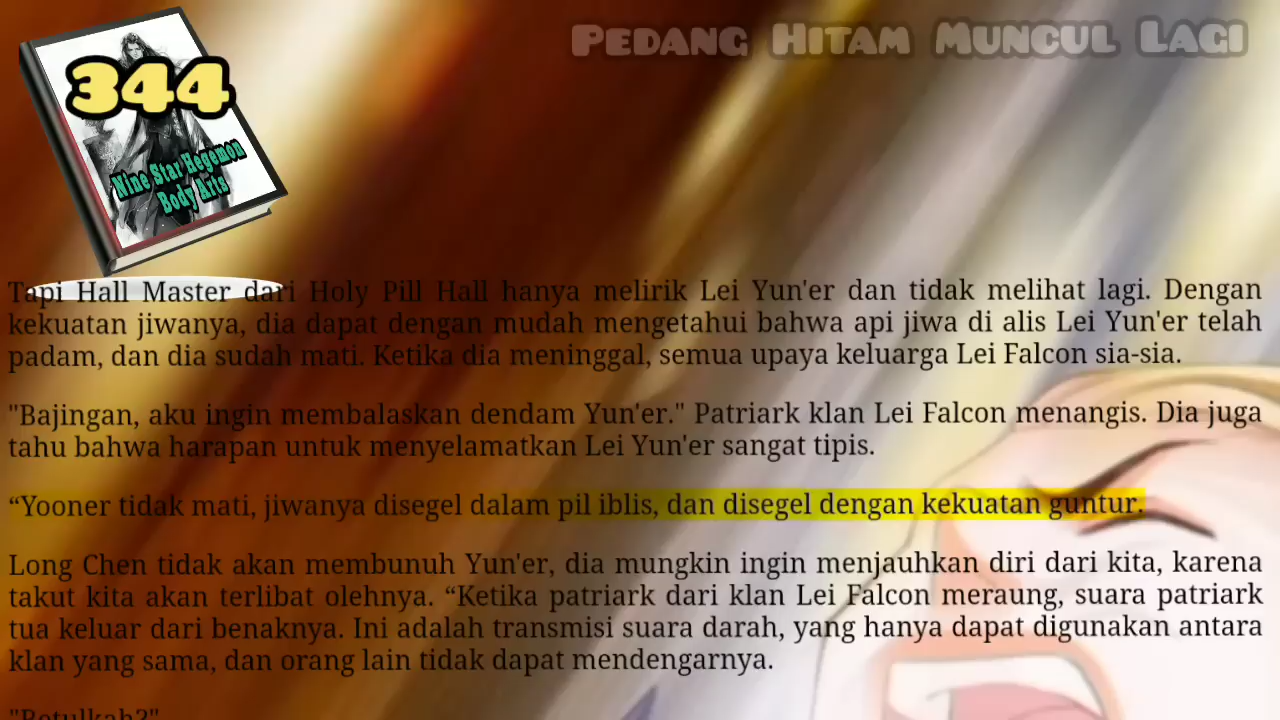 Pedang Hitam Muncul Lagi
344
Nine Star Hegemon
Body Arts
Tapi Hall Master dari Holy Pill Hall hanya melirik Lei Yun'er dan tidak melihat lagi. Dengan
kekuatan jiwanya, dia dapat dengan mudah mengetahui bahwa api jiwa di alis Lei Yun'er telah
padam, dan dia sudah mati. Ketika dia meninggal, semua upaya keluarga Lei Falcon sia-sia.
"Bajingan, aku ingin membalaskan dendam Yun'er." Patriark klan Lei Falcon menangis. Dia juga
tahu bahwa harapan untuk menyelamatkan Lei Yun'er sangat tipis.
“Yooner tidak mati, jiwanya disegel dalam pil iblis, dan disegel dengan kekuatan guntur.
Long Chen tidak akan membunuh Yun'er, dia mungkin ingin menjauhkan diri dari kita, karena
takut kita akan terlibat olehnya. “Ketika patriark dari klan Lei Falcon meraung, suara patriark
tua keluar dari benaknya. Ini adalah transmisi suara darah, yang hanya dapat digunakan antara
klan yang sama, dan orang lain tidak dapat mendengarnya.
"Betulkah?"